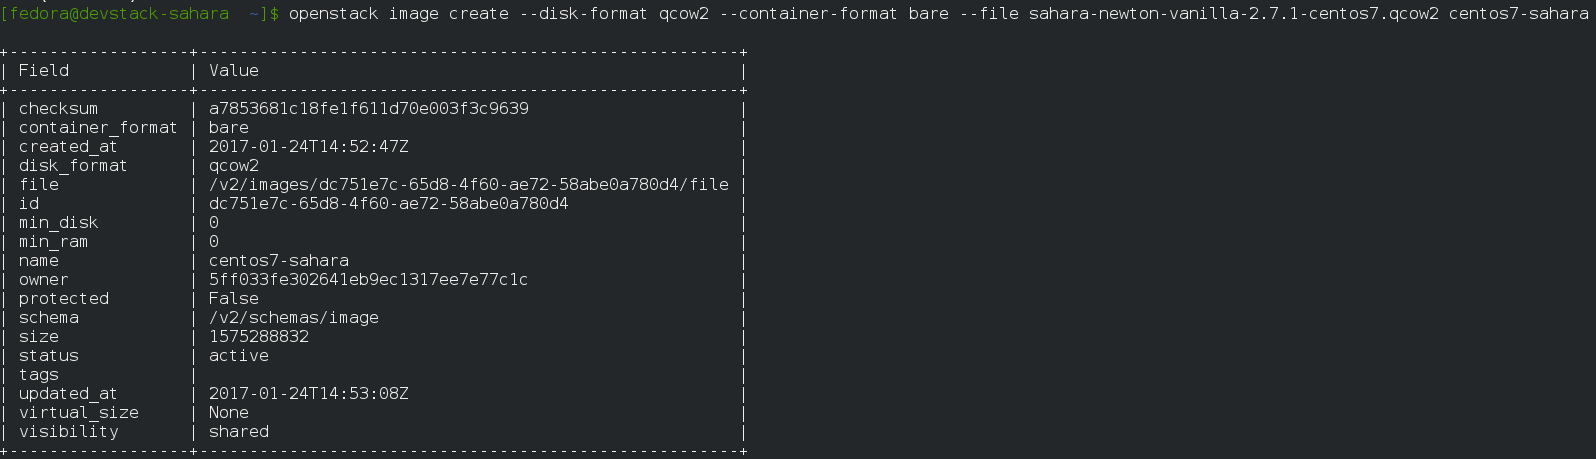 [fedora@devstack-sahara ~]$ openstack image create --disk-format qcow2 --container-format bare --file sahara-newton-vanilla-2.7.1-centos7.qcow2 centos7-sahara
+------------------+------------------------------------------------------+
| Field            | Value                                                |
+------------------+------------------------------------------------------+
| checksum         | a7853681c18fe1f611d70e003f3c9639                     |
| container_format | bare                                                 |
| created_at       | 2017-01-24T14:52:47Z                                 |
| disk_format      | qcow2                                                |
| file             | /v2/images/dc751e7c-65d8-4f60-ae72-58abe0a780d4/file |
| id               | dc751e7c-65d8-4f60-ae72-58abe0a780d4                 |
| min_disk         | 0                                                    |
| min_ram          | 0                                                    |
| name             | centos7-sahara                                       |
| owner            | 5ff033fe302641eb9ec1317ee7e77c1c                     |
| protected        | False                                                |
| schema           | /v2/schemas/image                                    |
| size             | 1575288832                                           |
| status           | active                                               |
| tags             |                                                      |
| updated_at       | 2017-01-24T14:53:08Z                                 |
| virtual_size     | None                                                 |
| visibility       | shared                                               |
+------------------+------------------------------------------------------+